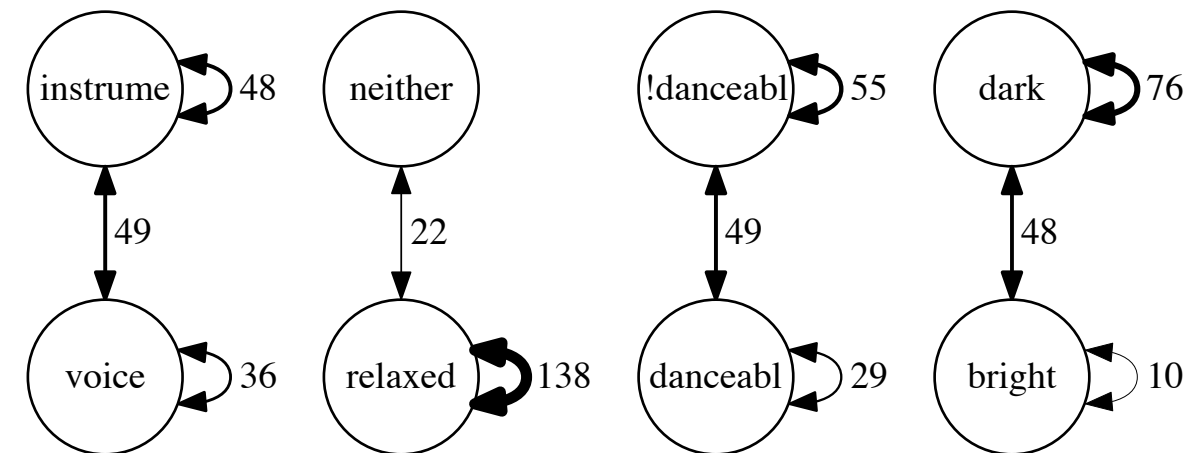 instrume 48 neither !danceabl 55 dark 76
49 22 49 48
voice 36 relaxed 138 danceabl 29 bright 10